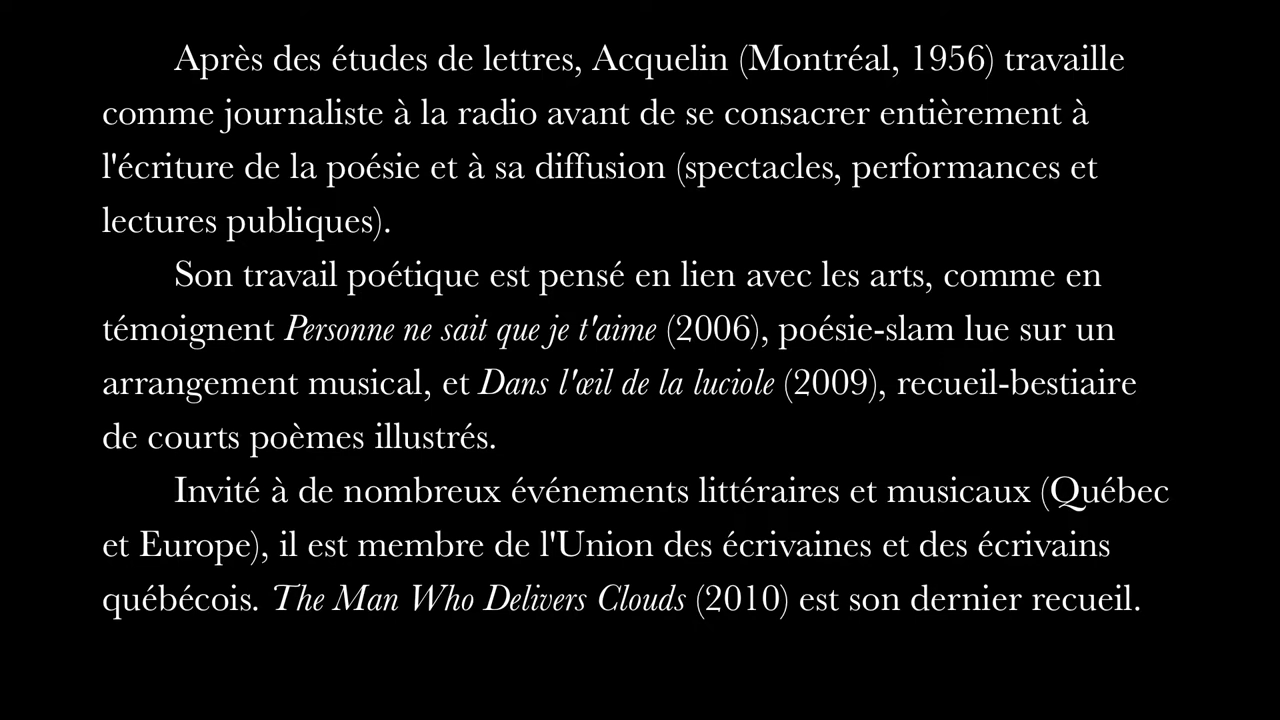 Après des études de lettres, Acquelin (Montréal, 1956) travaille
comme journaliste à la radio avant de se consacrer entièrement à
l'écriture de la poésie et à sa diffusion (spectacles, performances et
lectures publiques).
Son travail poétique est pensé en lien avec les arts, comme en
témoignent Personne ne sait que je t'aime (2006), poésie-slam lue sur un
arrangement musical, et Dans l'œil de la luciole (2009), recueil-bestiaire
de courts poèmes illustrés.
Invité à de nombreux événements littéraires et musicaux (Québec
et Europe), il est membre de l'Union des écrivaines et des écrivains
québécois. The Man Who Delivers Clouds (2010) est son dernier recueil.